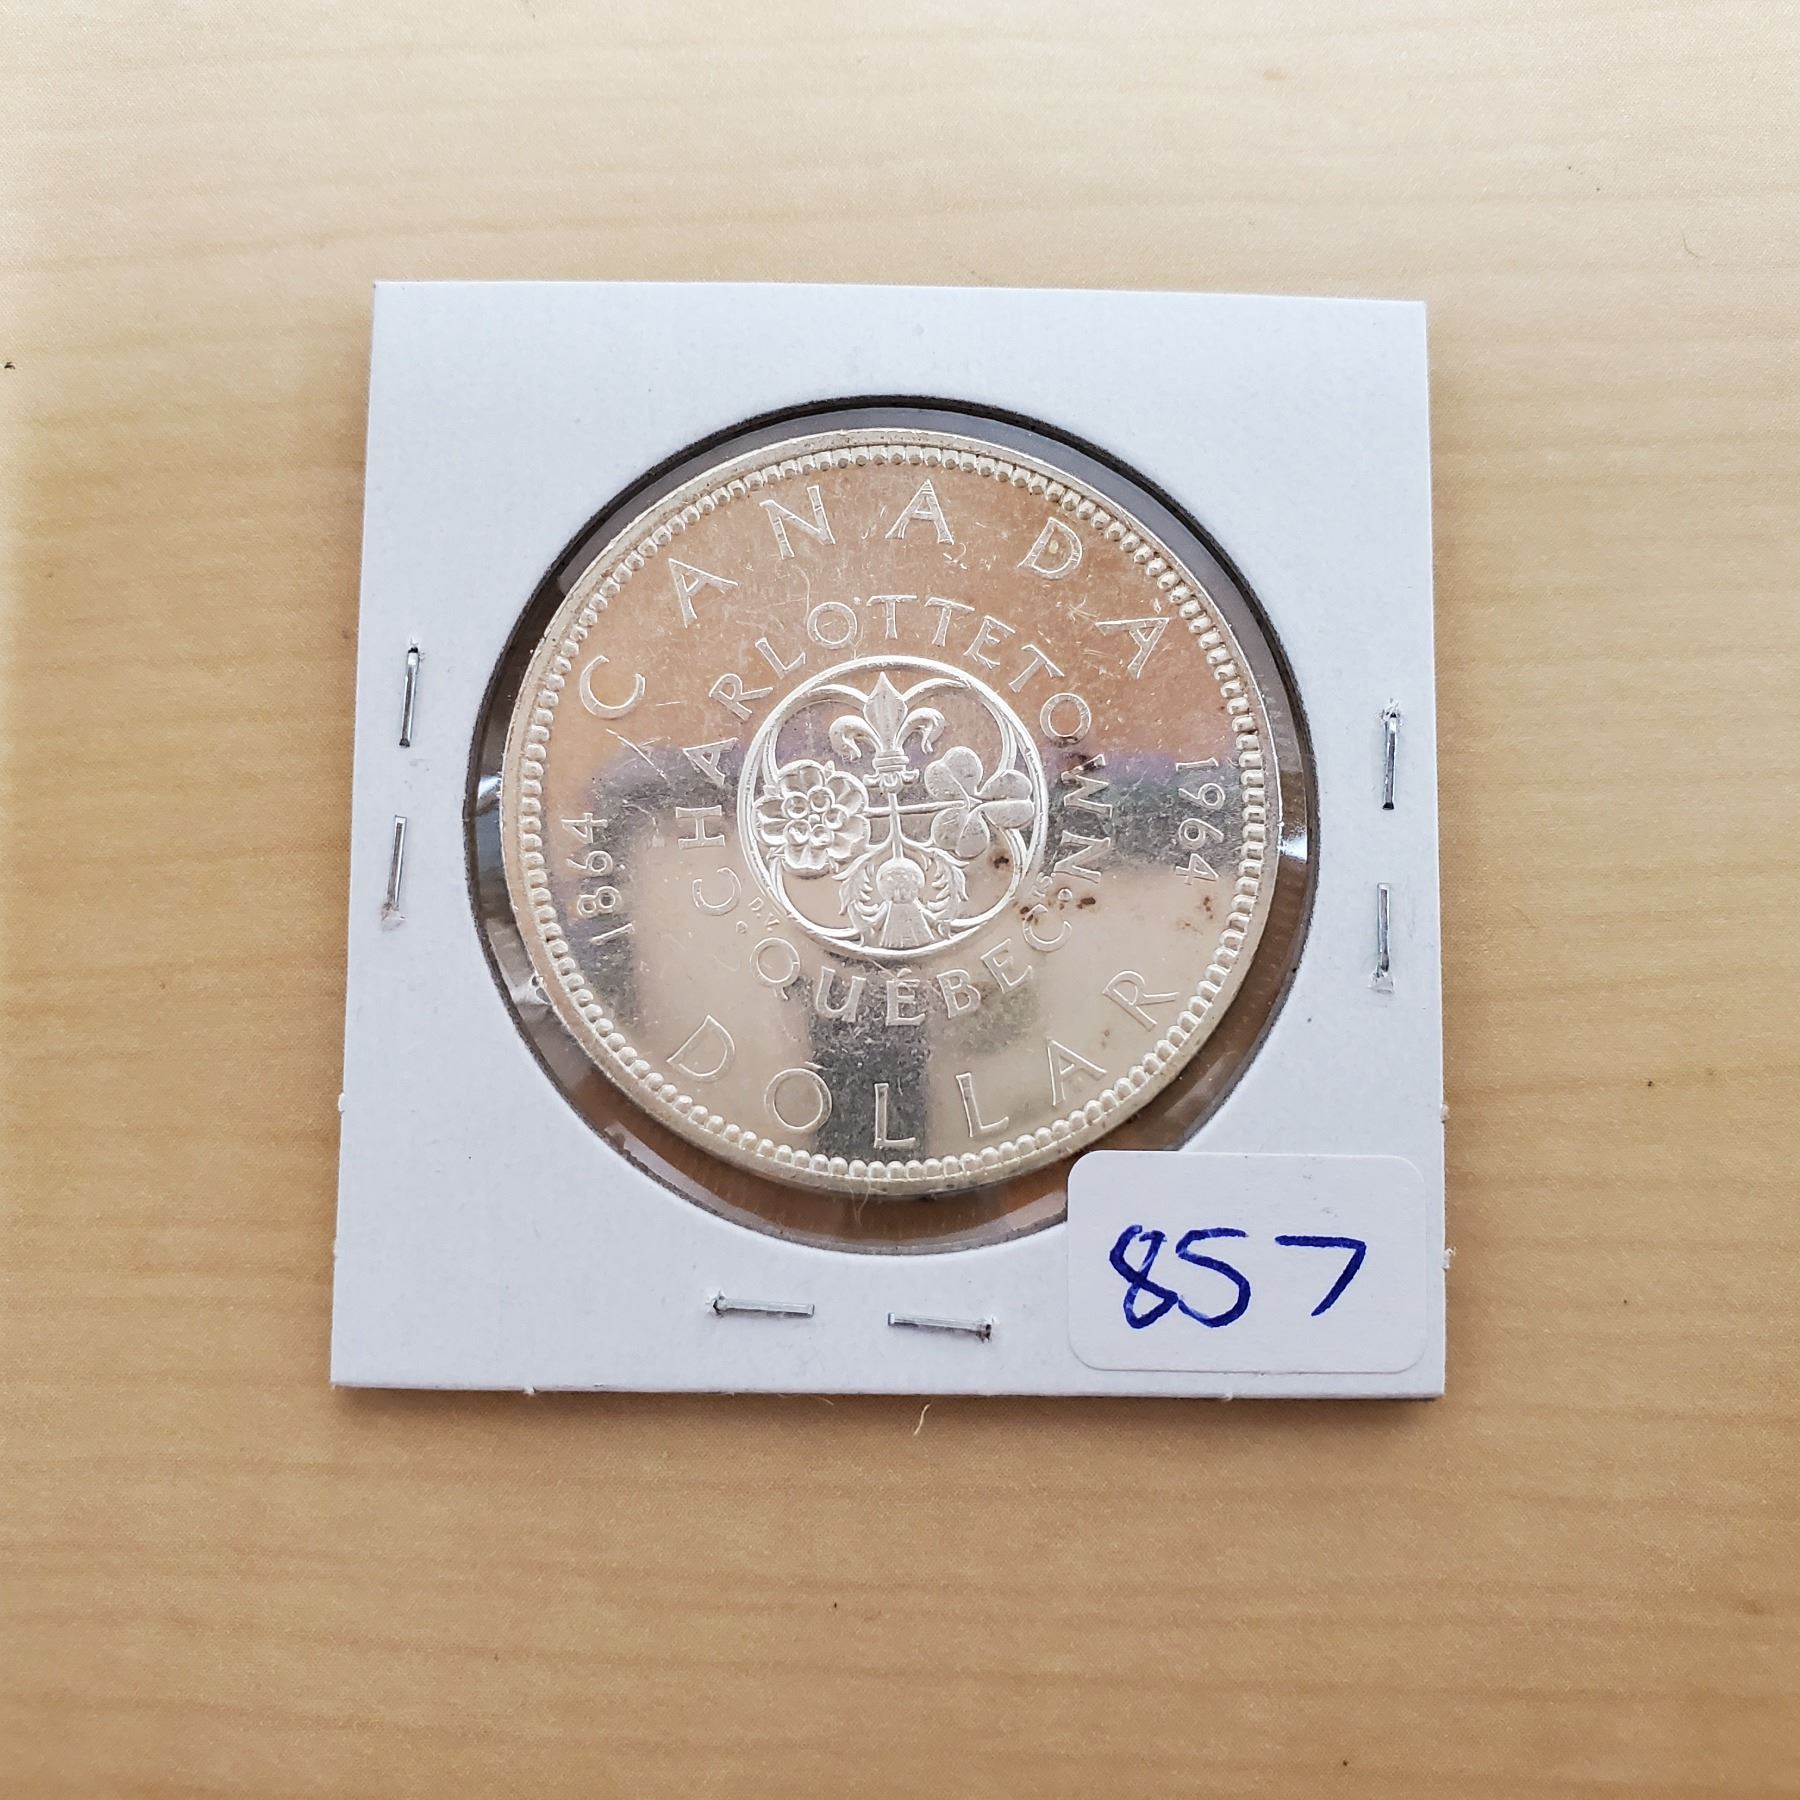 CANADA
CHARLOTTETOWN
1864
1964
D.V.
T.S.
QUÉBEC
DOLLAR
857